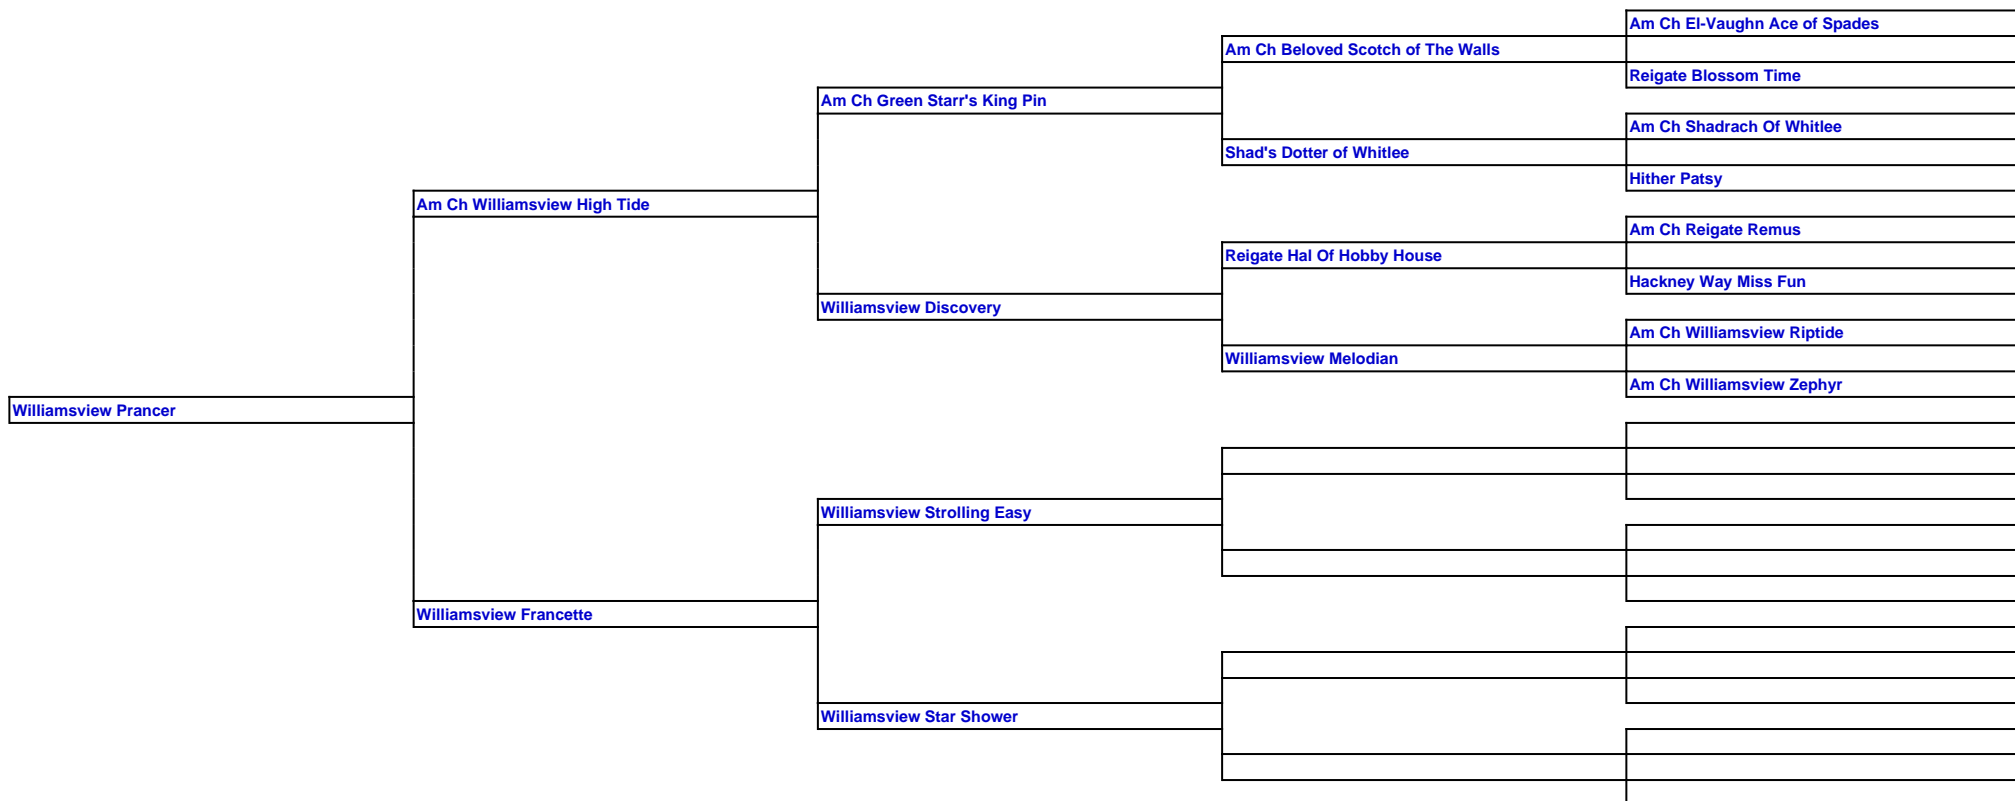 Am Ch El-Vaughn Ace of Spades
Am Ch Beloved Scotch of The Walls
Reigate Blossom Time
Am Ch Green Starr's King Pin
Am Ch Shadrach Of Whitlee
Shad's Dotter of Whitlee
Hither Patsy
Am Ch Williamsview High Tide
Am Ch Reigate Remus
Reigate Hal Of Hobby House
Hackney Way Miss Fun
Williamsview Discovery
Am Ch Williamsview Riptide
Williamsview Melodian
Am Ch Williamsview Zephyr
Williamsview Prancer
Williamsview Strolling Easy
Williamsview Francette
Williamsview Star Shower